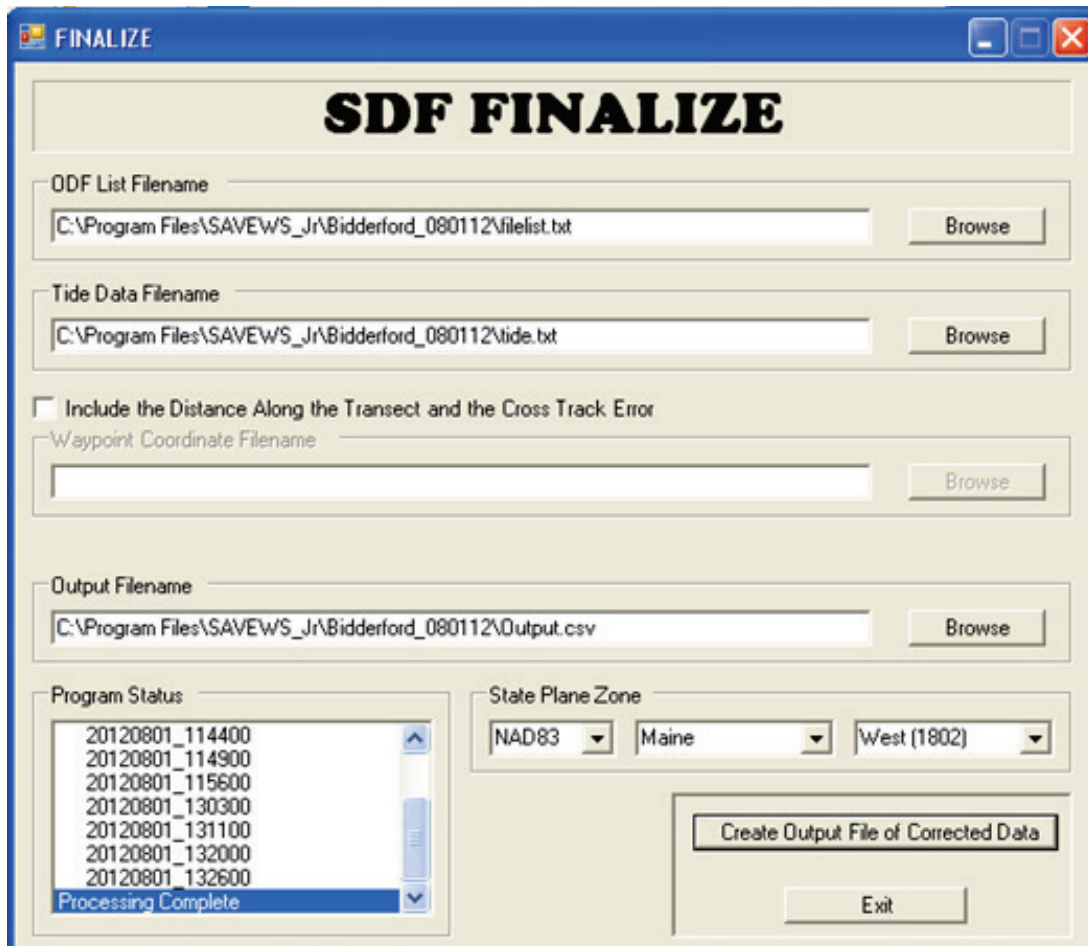 FINALIZE
SDF FINALIZE
ODF List Filename
C:\Program Files\SAVEWS_Jr\Bidderford_080112\filelist.txt
Browse
Tide Data Filename
C:\Program Files\SAVEWS_Jr\Bidderford_080112\tide.txt
Browse
Include the Distance Along the Transect and the Cross Track Error
Waypoint Coordinate Filename
Browse
Output Filename
C:\Program Files\SAVEWS_Jr\Bidderford_080112\Output.csv
Browse
Program Status
20120801_114400
20120801_114900
20120801_115600
20120801_130300
20120801_131100
20120801_132000
20120801_132600
Processing Complete
State Plane Zone
NAD83 Maine West (1802)
Create Output File of Corrected Data
Exit